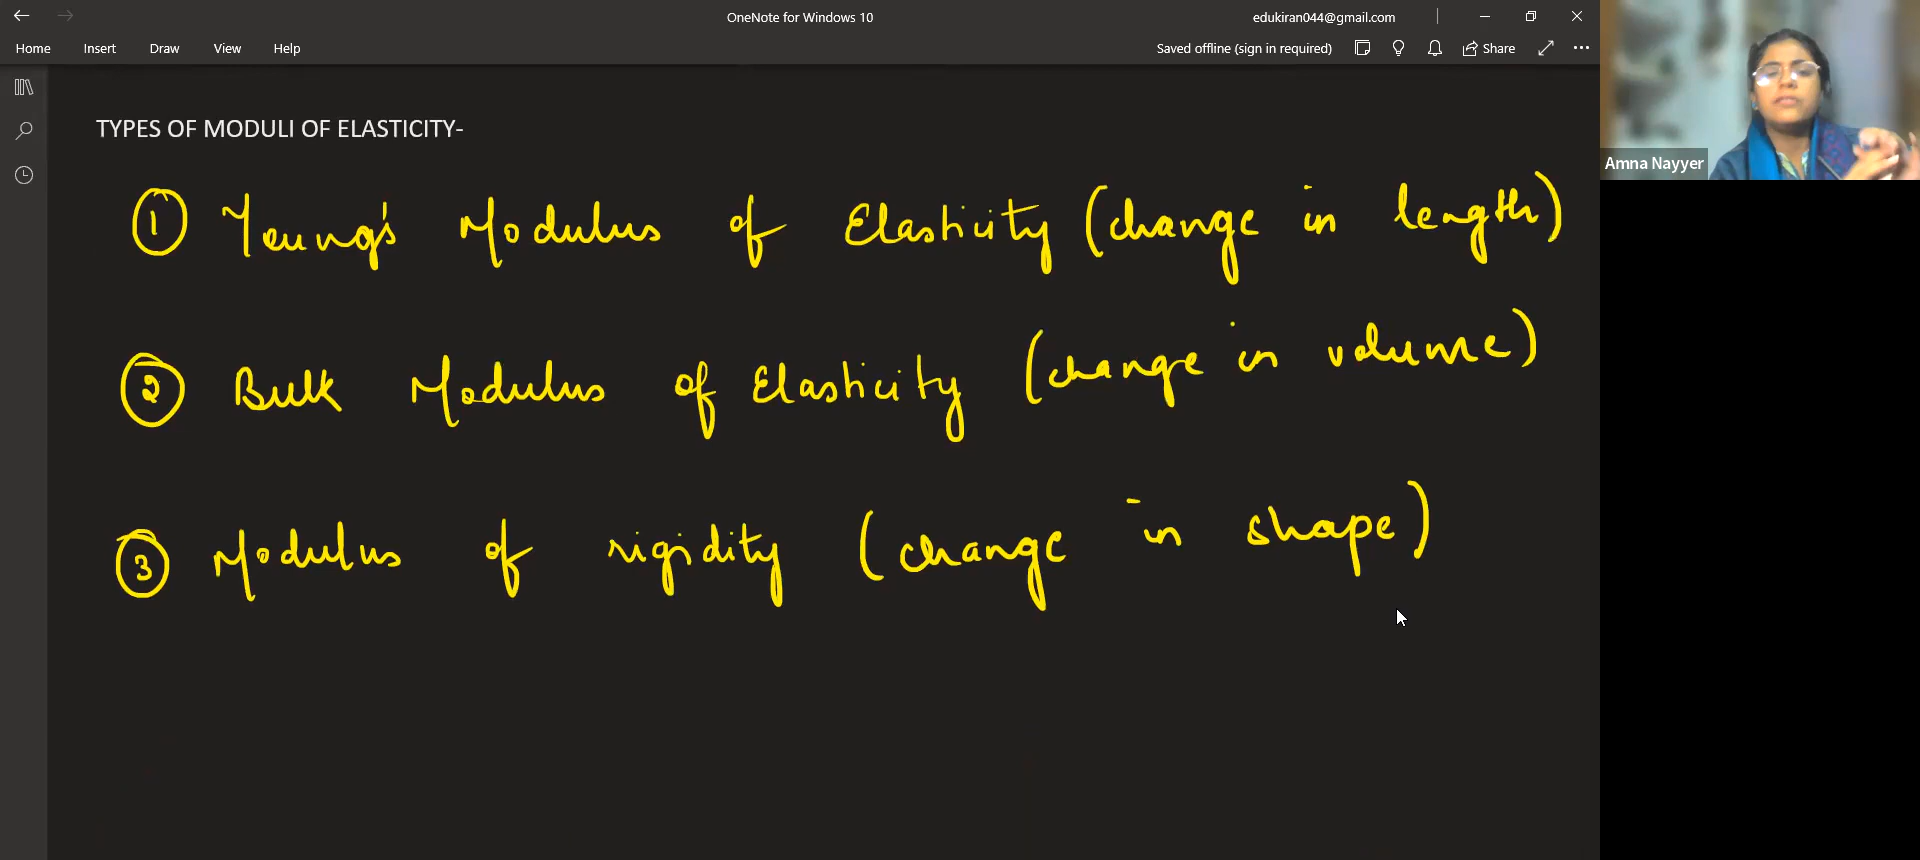 OneNote for Windows 10
edukiran044@gmail.com
Home Insert Draw View Help
Saved offline (sign in required) Share
TYPES OF MODULI OF ELASTICITY-
① Young's Modulus of Elasticity (change in length)
② Bulk Modulus of Elasticity (change in volume)
③ Modulus of rigidity (change in shape)
Amna Nayyer